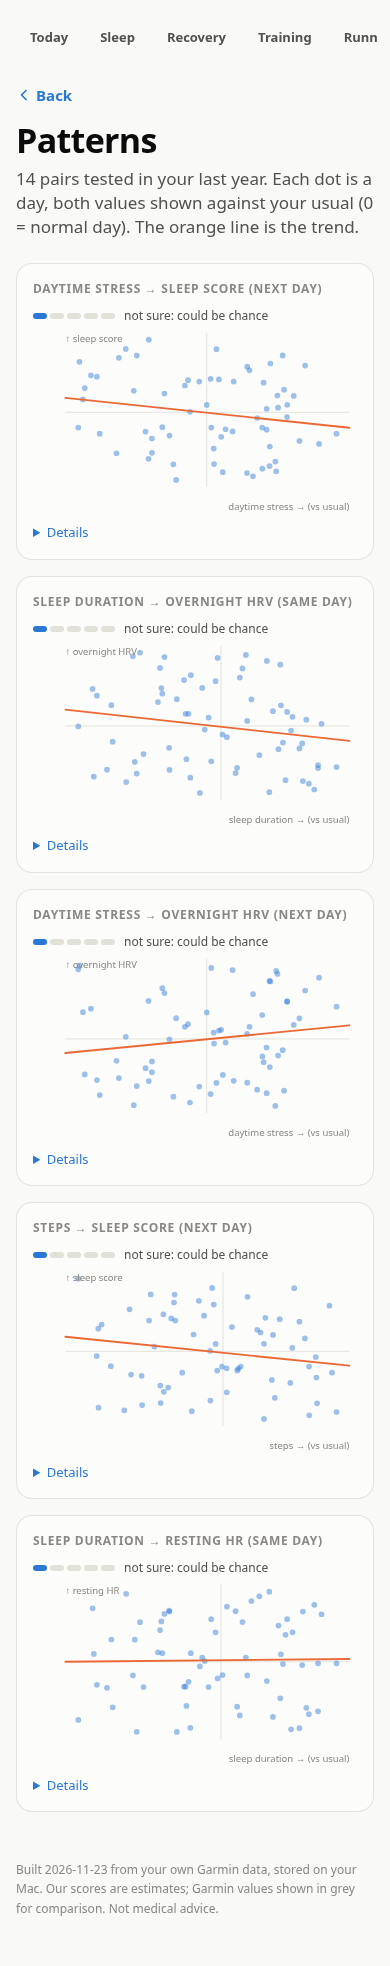 Today Sleep Recovery Training Runn
Back
Patterns
14 pairs tested in your last year. Each dot is a
day, both values shown against your usual (0
= normal day). The orange line is the trend.
DAYTIME STRESS → SLEEP SCORE (NEXT DAY)
not sure: could be chance
↑ sleep score
daytime stress → (vs usual)
Details
SLEEP DURATION → OVERNIGHT HRV (SAME DAY)
not sure: could be chance
↑ overnight HRV
sleep duration → (vs usual)
Details
DAYTIME STRESS → OVERNIGHT HRV (NEXT DAY)
not sure: could be chance
↑ overnight HRV
daytime stress → (vs usual)
Details
STEPS → SLEEP SCORE (NEXT DAY)
not sure: could be chance
↑ sleep score
steps → (vs usual)
Details
SLEEP DURATION → RESTING HR (SAME DAY)
not sure: could be chance
↑ resting HR
sleep duration → (vs usual)
Details
Built 2026-11-23 from your own Garmin data, stored on your
Mac. Our scores are estimates; Garmin values shown in grey
for comparison. Not medical advice.